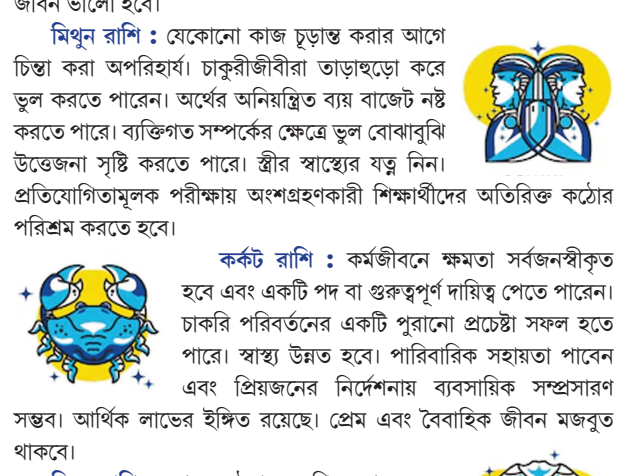 জীবন ভালো হবে।
মিথুন রাশি : যেকোনো কাজ চূড়ান্ত করার আগে
চিন্তা করা অপরিহার্য। চাকুরীজীবীরা তাড়াহুড়ো করে
ভুল করতে পারেন। অর্থের অনিয়ন্ত্রিত ব্যয় বাজেট নষ্ট
করতে পারে। ব্যক্তিগত সম্পর্কের ক্ষেত্রে ভুল বোঝাবুঝি
উত্তেজনা সৃষ্টি করতে পারে। স্ত্রীর স্বাস্থ্যের যত্ন নিন।
প্রতিযোগিতামূলক পরীক্ষায় অংশগ্রহণকারী শিক্ষার্থীদের অতিরিক্ত কঠোর
পরিশ্রম করতে হবে।
কর্কট রাশি : কর্মজীবনে ক্ষমতা সর্বজনস্বীকৃত
হবে এবং একটি পদ বা গুরুত্বপূর্ণ দায়িত্ব পেতে পারেন।
চাকরি পরিবর্তনের একটি পুরানো প্রচেষ্টা সফল হতে
পারে। স্বাস্থ্য উন্নত হবে। পারিবারিক সহায়তা পাবেন
এবং প্রিয়জনের নির্দেশনায় ব্যবসায়িক সম্প্রসারণ
সম্ভব। আর্থিক লাভের ইঙ্গিত রয়েছে। প্রেম এবং বৈবাহিক জীবন মজবুত
থাকবে।